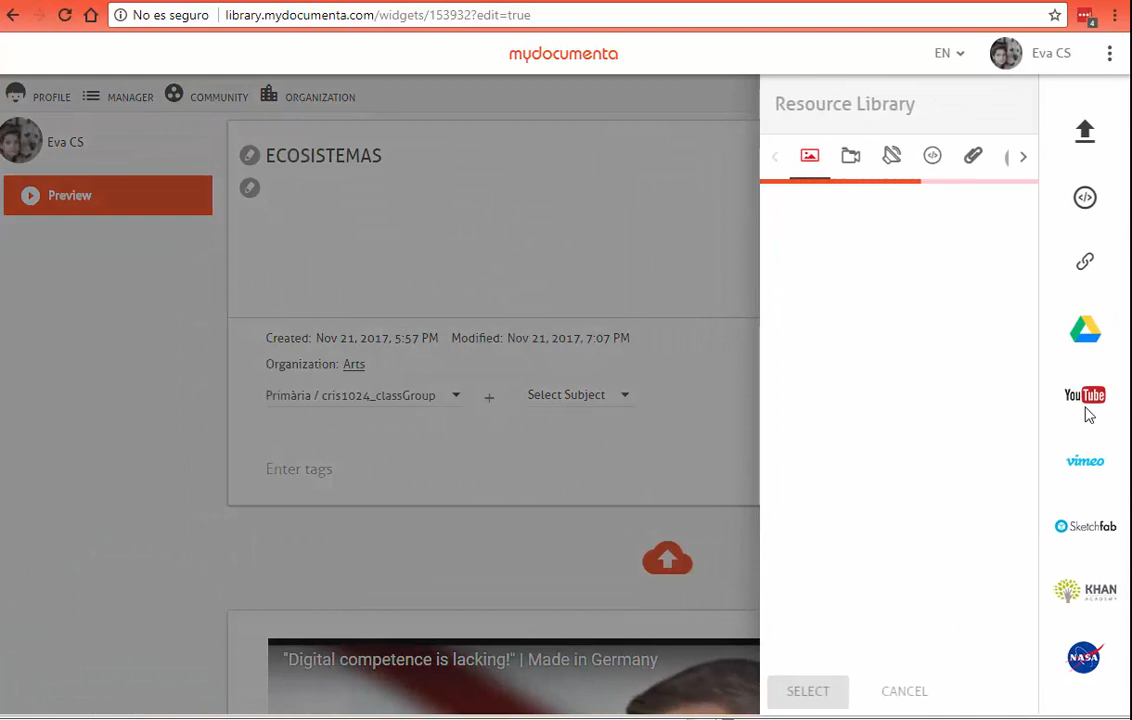 No es seguro library.mydocumenta.com/widgets/153932?edit=true
4
mydocumenta
EN
Eva CS
PROFILE MANAGER COMMUNITY ORGANIZATION
Resource Library
Eva CS
Preview
ECOSISTEMAS
Created: Nov 21, 2017, 5:57 PM Modified: Nov 21, 2017, 7:07 PM
Organization: Arts
Primària / cris1024_classGroup + Select Subject
Enter tags
"Digital competence is lacking!" | Made in Germany
YouTube
vimeo
Sketchfab
KHAN
ACADEMY
NASA
SELECT CANCEL